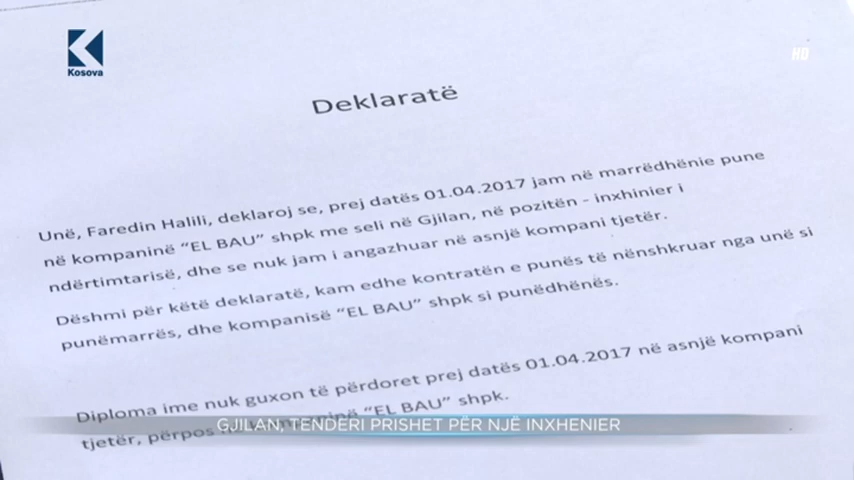 Kosova
HD
Deklaratë
Unë, Faredin Halili, deklaroj se, prej datës 01.04.2017 jam në marrëdhënie pune
në kompaninë “EL BAU” shpk me seli në Gjilan, në pozitën - inxhinier i
ndërtimtarisë, dhe se nuk jam i angazhuar në asnjë kompani tjetër.
Dëshmi për këtë deklaratë, kam edhe kontratën e punës të nënshkruar nga unë si
punëmarrës, dhe kompanisë “EL BAU” shpk si punëdhënës.
Diploma ime nuk guxon të përdoret prej datës 01.04.2017 në asnjë kompani
tjetër, përpos “EL BAU” shpk.
GJILAN, TENDERI PRISHET PËR NJË INXHENIER